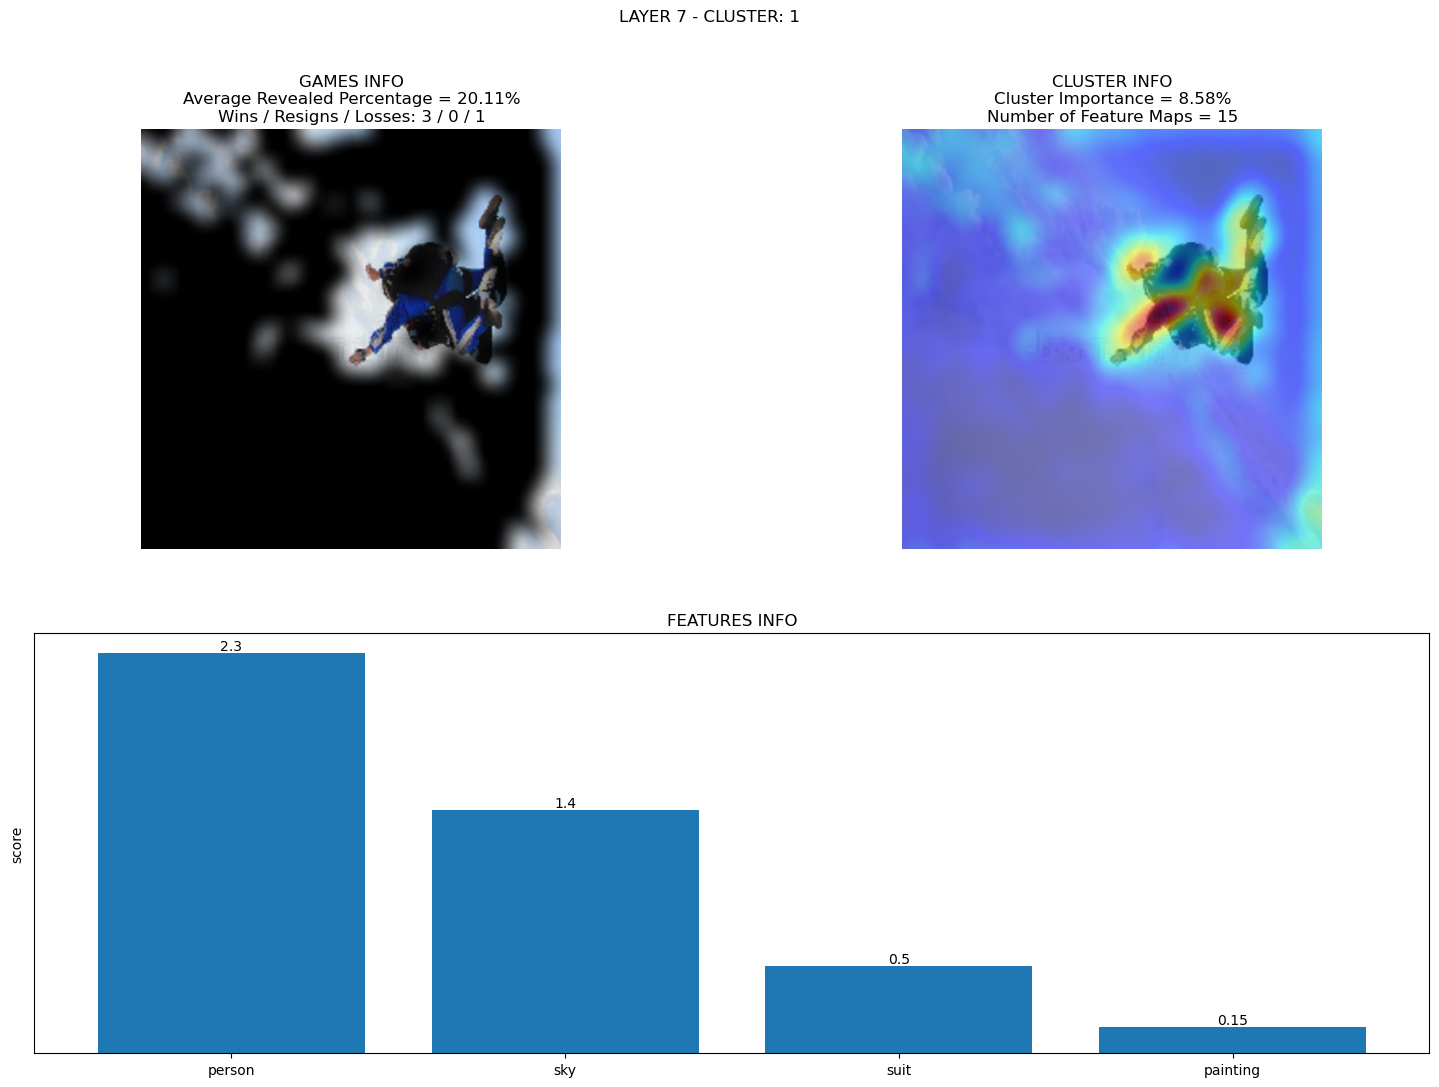 LAYER 7 - CLUSTER: 1
GAMES INFO
Average Revealed Percentage = 20.11%
Wins / Resigns / Losses: 3 / 0 / 1
CLUSTER INFO
Cluster Importance = 8.58%
Number of Feature Maps = 15
FEATURES INFO
score
2.3
1.4
0.5
0.15
person
sky
suit
painting